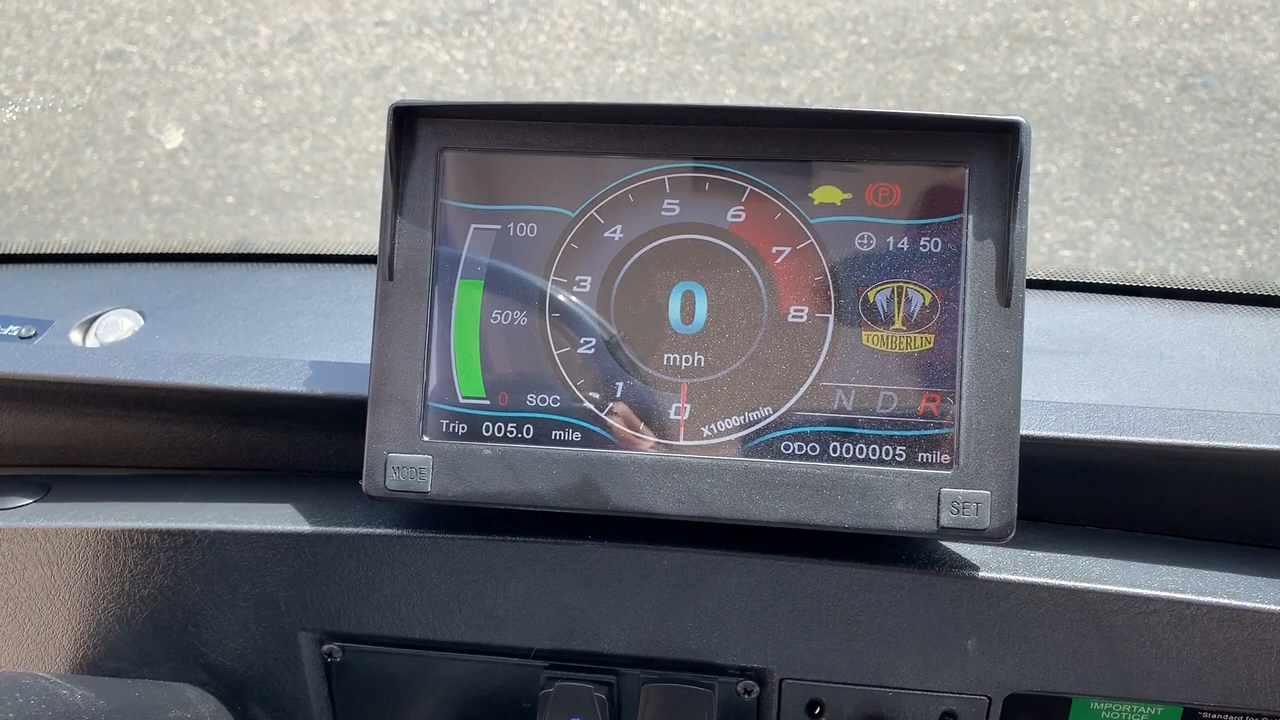 100
50%
0 SOC
Trip 005.0 mile
0
1
2
3
4
5
6
7
8
0
mph
X1000r/min
P
14 50
TOMBERLIN
N D R
ODO 000005 mile
MODE
SET
IMPORTANT
NOTICE